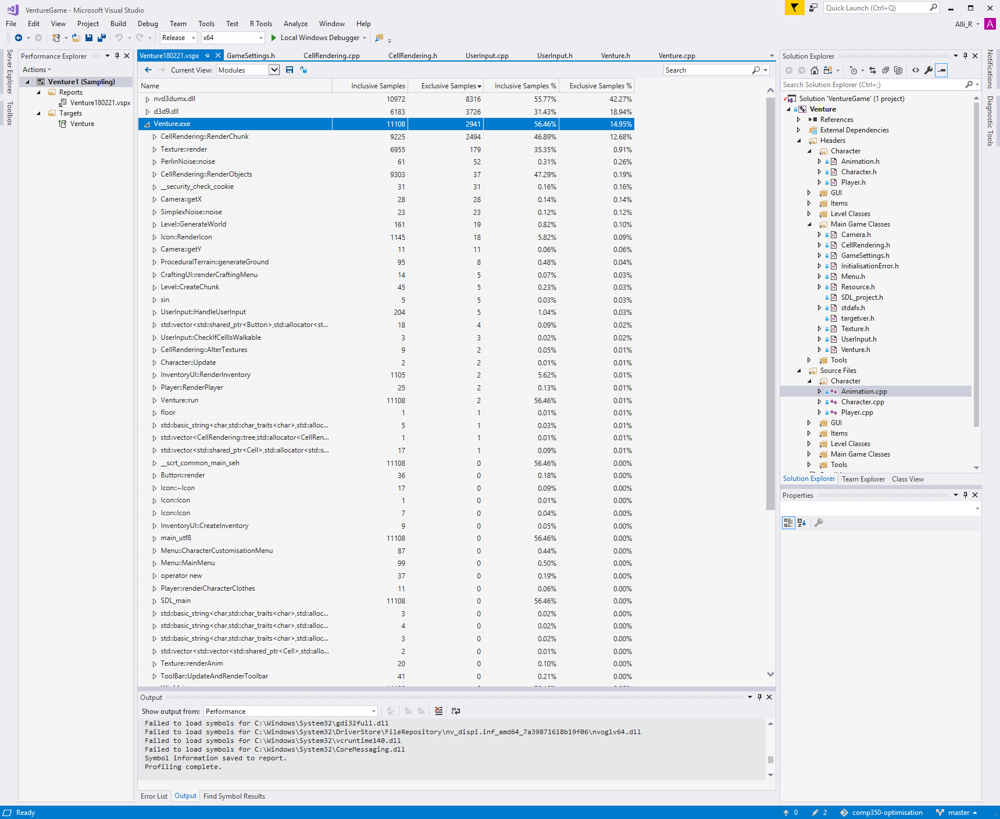 VentureGame - Microsoft Visual Studio
Quick Launch (Ctrl+Q)
File Edit View Project Build Debug Team Tools Test R Tools Analyze Window Help
Alli_R A
Release x64 Local Windows Debugger
Server Explorer
Toolbox
Performance Explorer
Actions
Venture1 (Sampling)
Reports
Venture180221.vspx
Targets
Venture
Venture180221.vspx GameSettings.h CellRendering.cpp CellRendering.h UserInput.cpp UserInput.h Venture.h Venture.cpp
Current View: Modules Search
Name Inclusive Samples Exclusive Samples Inclusive Samples % Exclusive Samples %
nvd3dumx.dll 10972 8316 55.77% 42.27%
d3d9.dll 6183 3726 31.43% 18.94%
Venture.exe 11108 2941 56.46% 14.95%
CellRendering::RenderChunk 9225 2494 46.89% 12.68%
Texture::render 6955 179 35.35% 0.91%
PerlinNoise::noise 61 52 0.31% 0.26%
CellRendering::RenderObjects 9303 37 47.29% 0.19%
__security_check_cookie 31 31 0.16% 0.16%
Camera::getX 28 28 0.14% 0.14%
SimplexNoise::noise 23 23 0.12% 0.12%
Level::GenerateWorld 161 19 0.82% 0.10%
Icon::RenderIcon 1145 18 5.82% 0.09%
Camera::getY 11 11 0.06% 0.06%
ProceduralTerrain::generateGround 95 8 0.48% 0.04%
CraftingUI::renderCraftingMenu 14 5 0.07% 0.03%
Level::CreateChunk 45 5 0.23% 0.03%
sin 5 5 0.03% 0.03%
UserInput::HandleUserInput 204 5 1.04% 0.03%
std::vector<std::shared_ptr<Button>,std::allocator<st... 18 4 0.09% 0.02%
UserInput::CheckIfCellIsWalkable 3 3 0.02% 0.02%
CellRendering::AlterTextures 9 2 0.05% 0.01%
Character::Update 2 2 0.01% 0.01%
InventoryUI::RenderInventory 1105 2 5.62% 0.01%
Player::RenderPlayer 25 2 0.13% 0.01%
Venture::run 11108 2 56.46% 0.01%
floor 1 1 0.01% 0.01%
std::basic_string<char,std::char_traits<char>,std::alloc... 5 1 0.03% 0.01%
std::vector<CellRendering::tree,std::allocator<CellRen... 1 1 0.01% 0.01%
std::vector<std::shared_ptr<Cell>,std::allocator<std::s... 17 1 0.09% 0.01%
__scrt_common_main_seh 11108 0 56.46% 0.00%
Button::render 36 0 0.18% 0.00%
Icon::~Icon 17 0 0.09% 0.00%
Icon::Icon 1 0 0.01% 0.00%
Icon::Icon 7 0 0.04% 0.00%
InventoryUI::CreateInventory 9 0 0.05% 0.00%
main_utf8 11108 0 56.46% 0.00%
Menu::CharacterCustomisationMenu 87 0 0.44% 0.00%
Menu::MainMenu 99 0 0.50% 0.00%
operator new 37 0 0.19% 0.00%
Player::renderCharacterClothes 11 0 0.06% 0.00%
SDL_main 11108 0 56.46% 0.00%
std::basic_string<char,std::char_traits<char>,std::alloc... 3 0 0.02% 0.00%
std::basic_string<char,std::char_traits<char>,std::alloc... 4 0 0.02% 0.00%
std::basic_string<char,std::char_traits<char>,std::alloc... 3 0 0.02% 0.00%
std::vector<std::vector<std::shared_ptr<Cell>,std::allo... 2 0 0.01% 0.00%
Texture::renderAnim 20 0 0.10% 0.00%
ToolBar::UpdateAndRenderToolbar 41 0 0.21% 0.00%
Output
Show output from: Performance
Failed to load symbols for C:\Windows\System32\gdi32full.dll
Failed to load symbols for C:\Windows\System32\DriverStore\FileRepository\nv_dispi.inf_amd64_7a39871618b19f06\nvoglv64.dll
Failed to load symbols for C:\Windows\System32\vcruntime140.dll
Failed to load symbols for C:\Windows\System32\CoreMessaging.dll
Symbol information saved to report.
Profiling complete.
Error List Output Find Symbol Results
Solution Explorer
Search Solution Explorer (Ctrl+;)
Solution 'VentureGame' (1 project)
Venture
References
External Dependencies
Headers
Character
Animation.h
Character.h
Player.h
GUI
Items
Level Classes
Main Game Classes
Camera.h
CellRendering.h
GameSettings.h
InitialisationError.h
Menu.h
Resource.h
SDL_project.h
stdafx.h
targetver.h
Texture.h
UserInput.h
Venture.h
Tools
Source Files
Character
Animation.cpp
Character.cpp
Player.cpp
GUI
Items
Level Classes
Main Game Classes
Tools
Solution Explorer Team Explorer Class View
Properties
Notifications
Diagnostic Tools
Ready 0 2 comp350-optimisation master